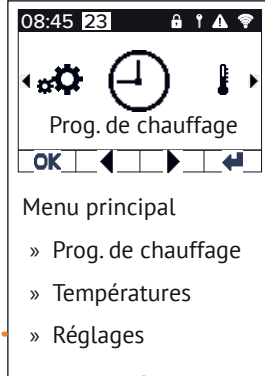 08:45 23
Prog. de chauffage
OK
Menu principal
» Prog. de chauffage
» Températures
» Réglages